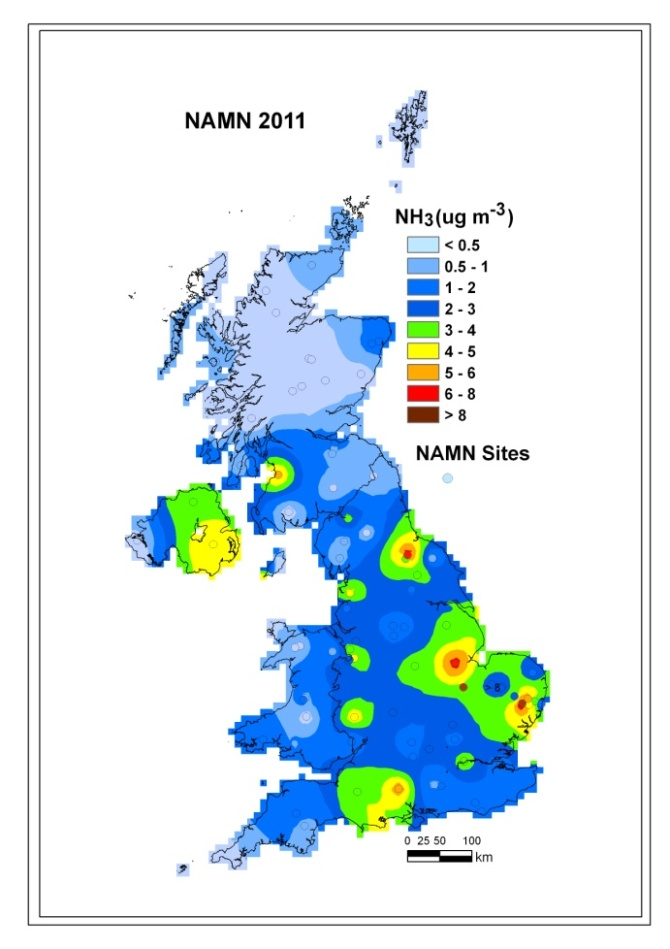 NAMN 2011
NH3(ug m-3)
< 0.5
0.5 - 1
1 - 2
2 - 3
3 - 4
4 - 5
5 - 6
6 - 8
> 8
NAMN Sites
0 25 50 100
km